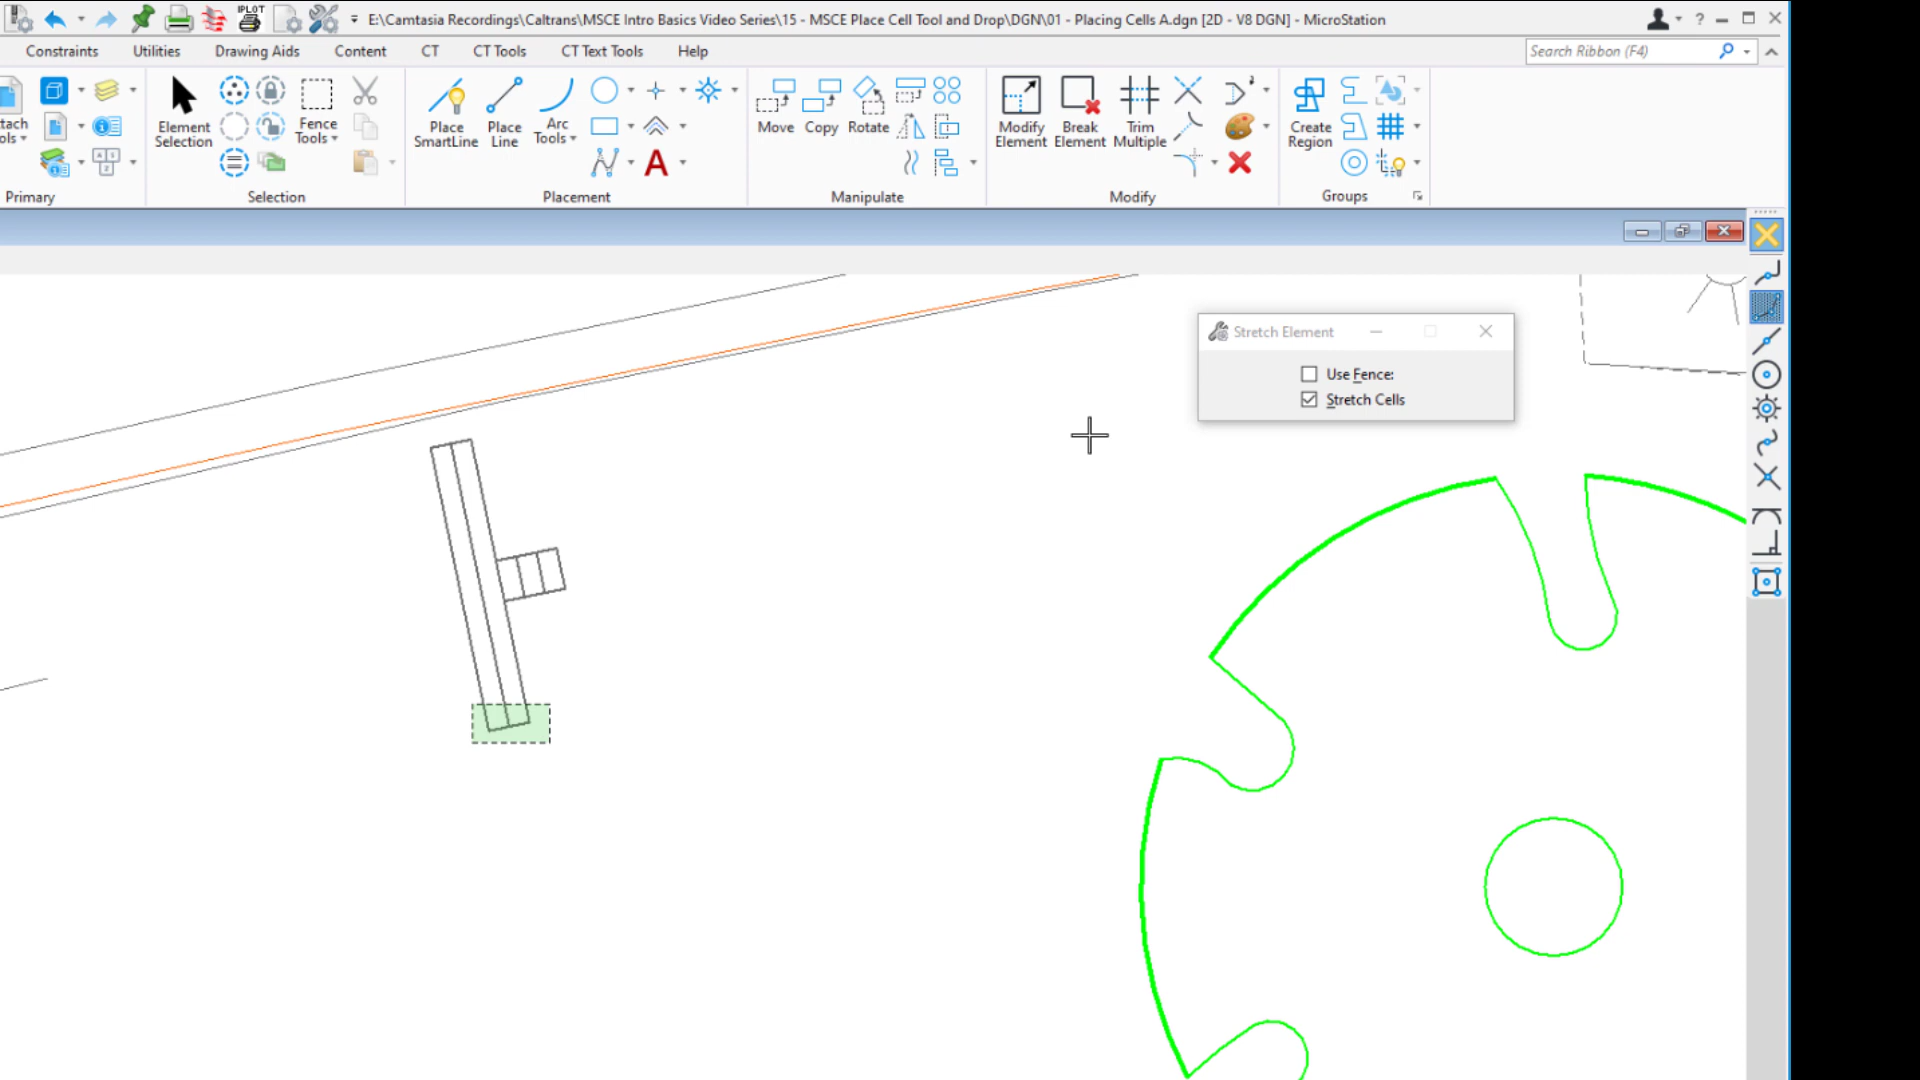 IPLOT
E:\Camtasia Recordings\Caltrans\MSCE Intro Basics Video Series\15 - MSCE Place Cell Tool and Drop\DGN\01 - Placing Cells A.dgn [2D - V8 DGN] - MicroStation
?
Constraints Utilities Drawing Aids Content CT CT Tools CT Text Tools Help
Search Ribbon (F4)
tach
ols
Element
Selection
Fence
Tools
Place
SmartLine
Place
Line
Arc
Tools
A
Move Copy Rotate
Modify
Element
Break
Element
Trim
Multiple
Create
Region
Primary Selection Placement Manipulate Modify Groups
Stretch Element
Use Fence:
Stretch Cells